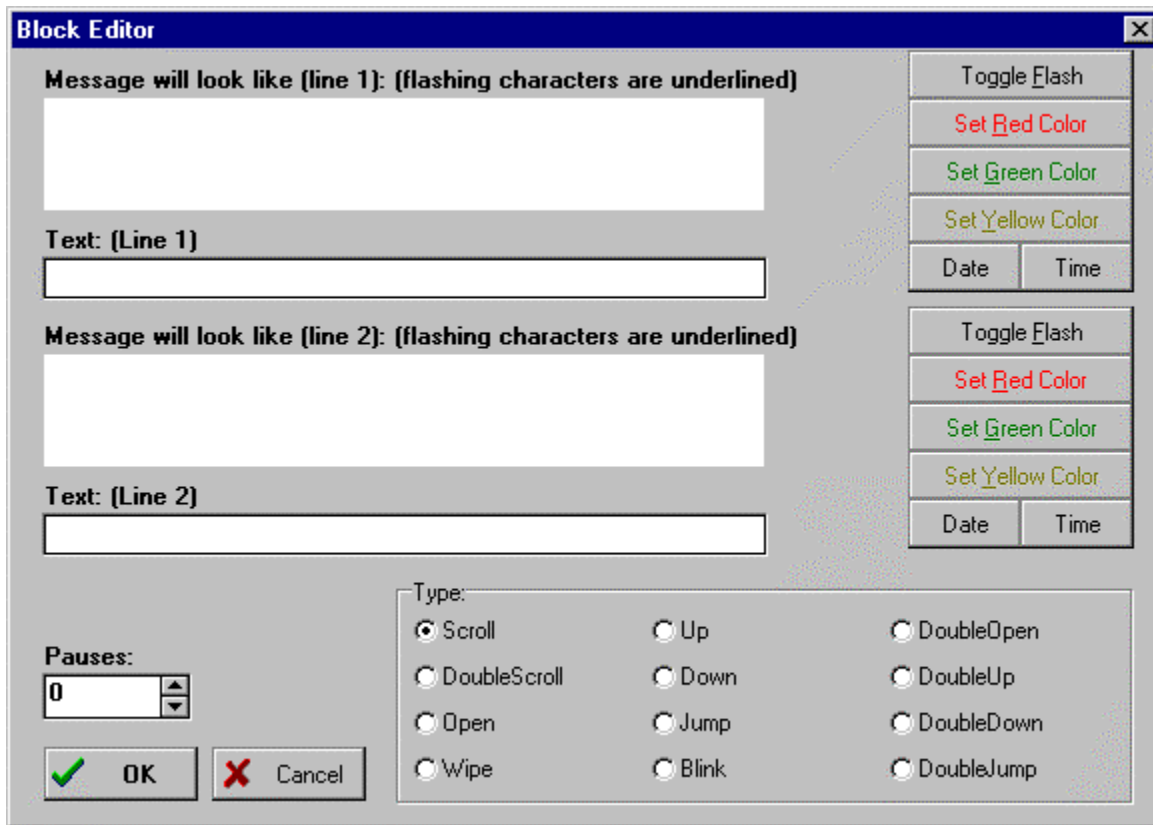 Block Editor
Message will look like (line 1): (flashing characters are underlined)
Toggle Flash
Set Red Color
Set Green Color
Set Yellow Color
Date Time
Text: (Line 1)
Message will look like (line 2): (flashing characters are underlined)
Toggle Flash
Set Red Color
Set Green Color
Set Yellow Color
Date Time
Text: (Line 2)
Pauses:
0
OK Cancel
Type:
Scroll Up DoubleOpen
DoubleScroll Down DoubleUp
Open Jump DoubleDown
Wipe Blink DoubleJump